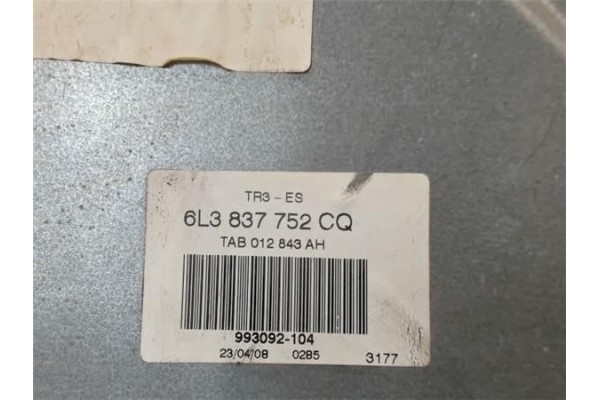 TR3 - ES
6L3 837 752 CQ
TAB 012 843 AH
993092-104
23/04/08 0285 3177